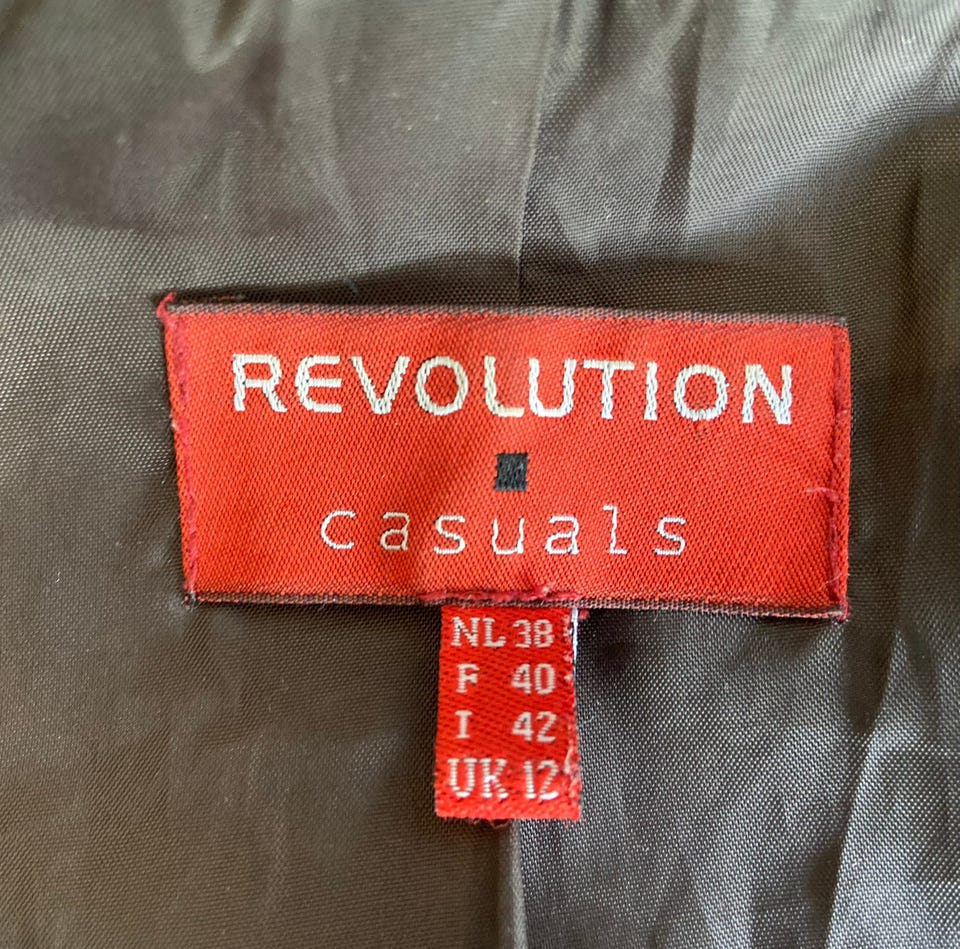 REVOLUTION
casuals
NL 38
F 40
I 42
UK 12